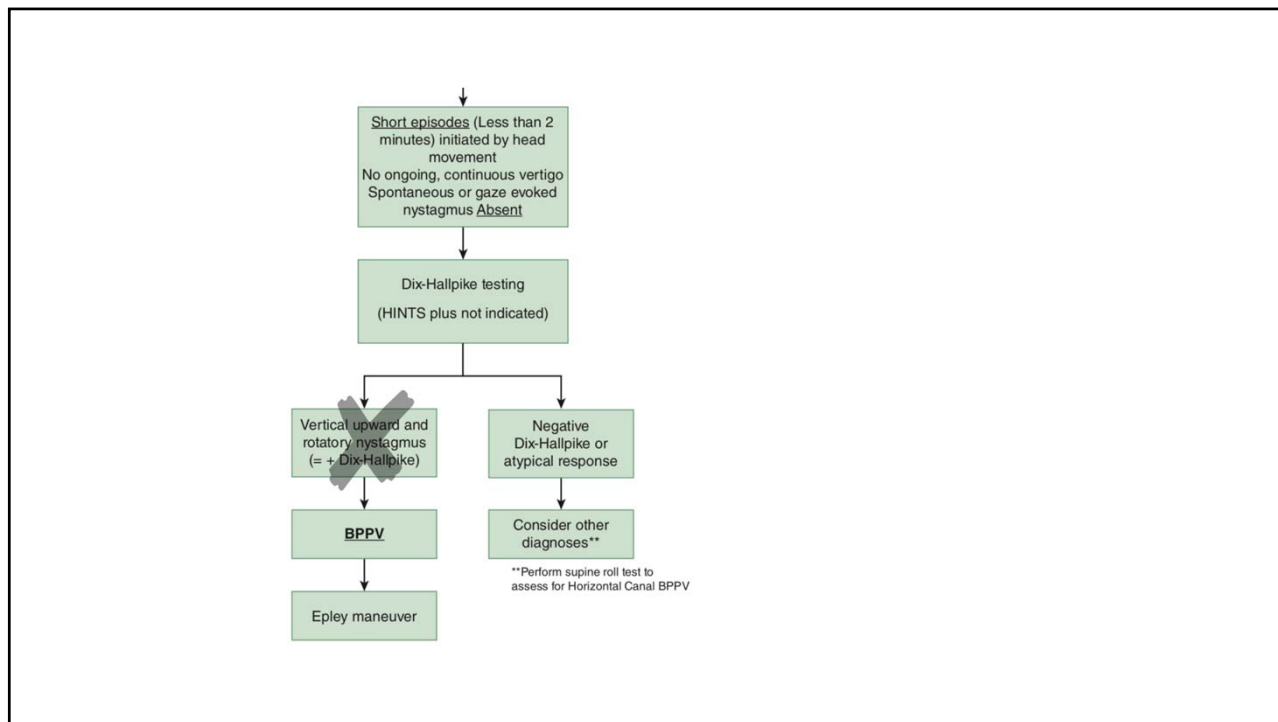 Short episodes (Less than 2
minutes) initiated by head
movement
No ongoing, continuous vertigo
Spontaneous or gaze evoked
nystagmus Absent
Dix-Hallpike testing
(HINTS plus not indicated)
Vertical upward and
rotatory nystagmus
(= + Dix-Hallpike)
Negative
Dix-Hallpike or
atypical response
BPPV
Consider other
diagnoses**
**Perform supine roll test to
assess for Horizontal Canal BPPV
Epley maneuver